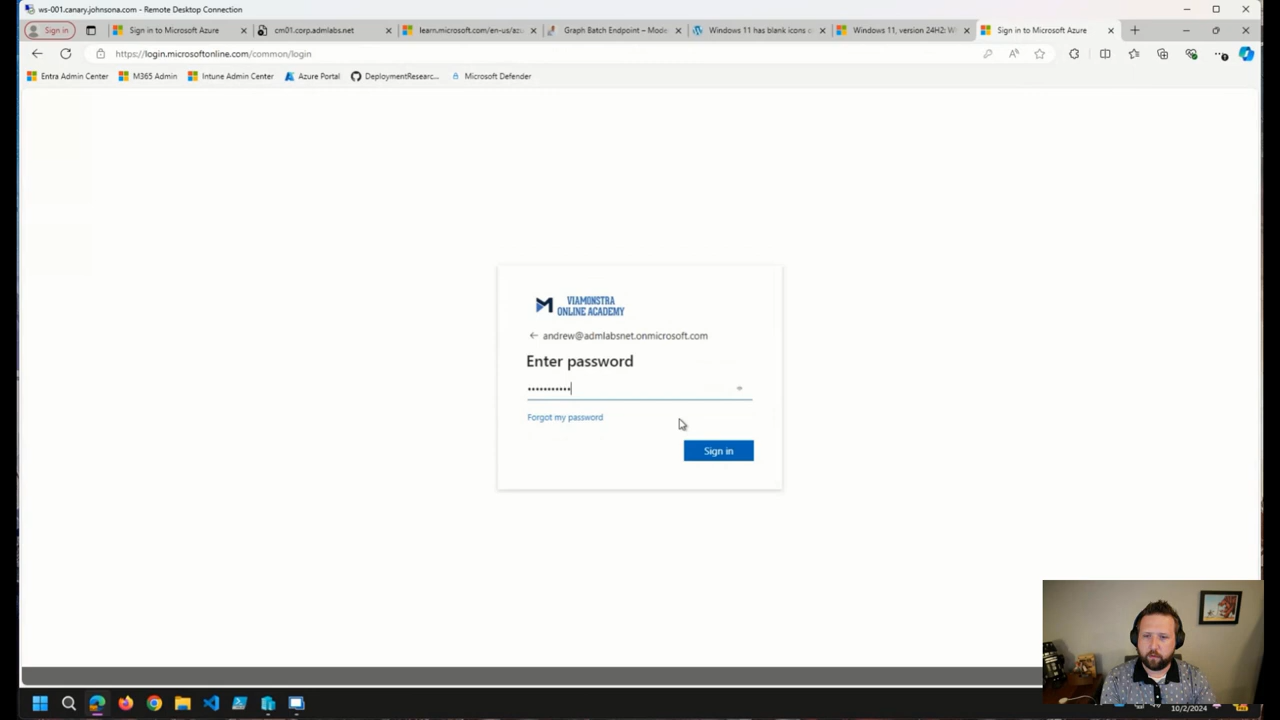 ws-001.canary.johnsona.com - Remote Desktop Connection
Sign in
Sign in to Microsoft Azure
cm01.corp.admlabs.net
learn.microsoft.com/en-us/azu
Graph Batch Endpoint – Mode
Windows 11 has blank icons o
Windows 11, version 24H2: W
Sign in to Microsoft Azure
https://login.microsoftonline.com/common/login
Entra Admin Center
M365 Admin
Intune Admin Center
Azure Portal
DeploymentResearc...
Microsoft Defender
VIAMONSTRA
ONLINE ACADEMY
andrew@admlabsnet.onmicrosoft.com
Enter password
Forgot my password
Sign in
10/2/2024